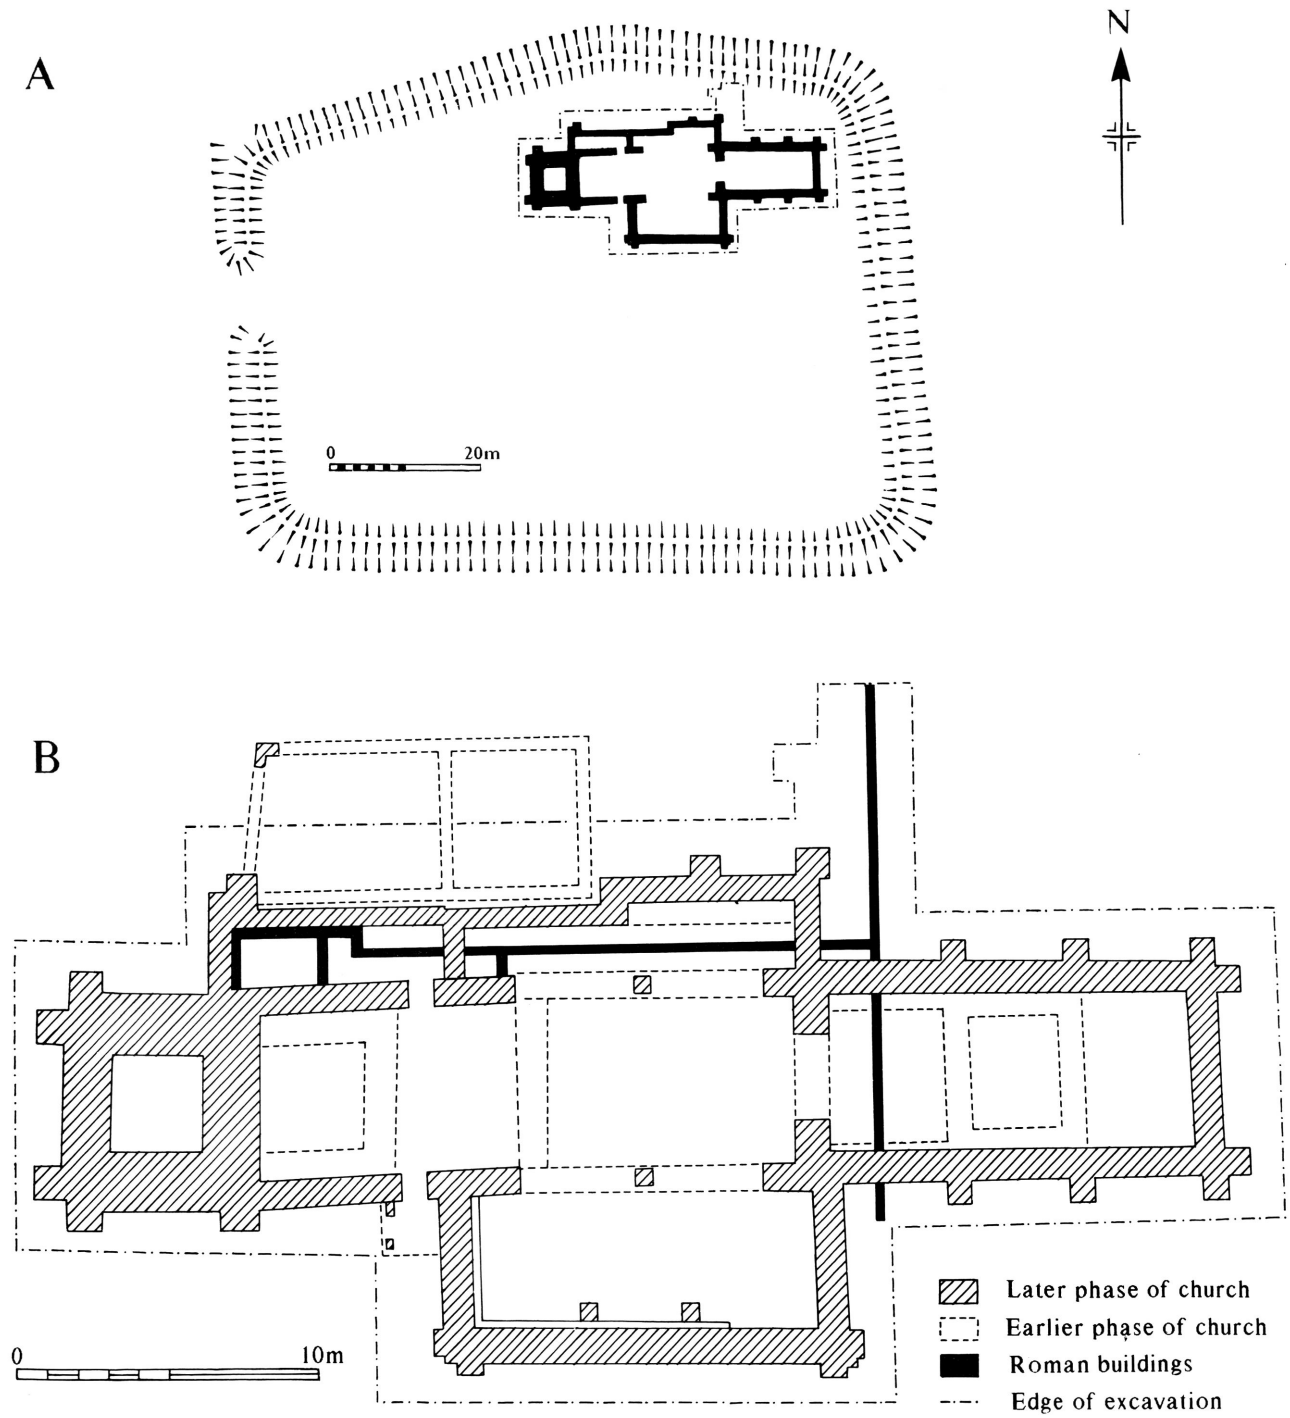 A
N
0 20m
B
0 10m
Later phase of church
Earlier phase of church
Roman buildings
Edge of excavation